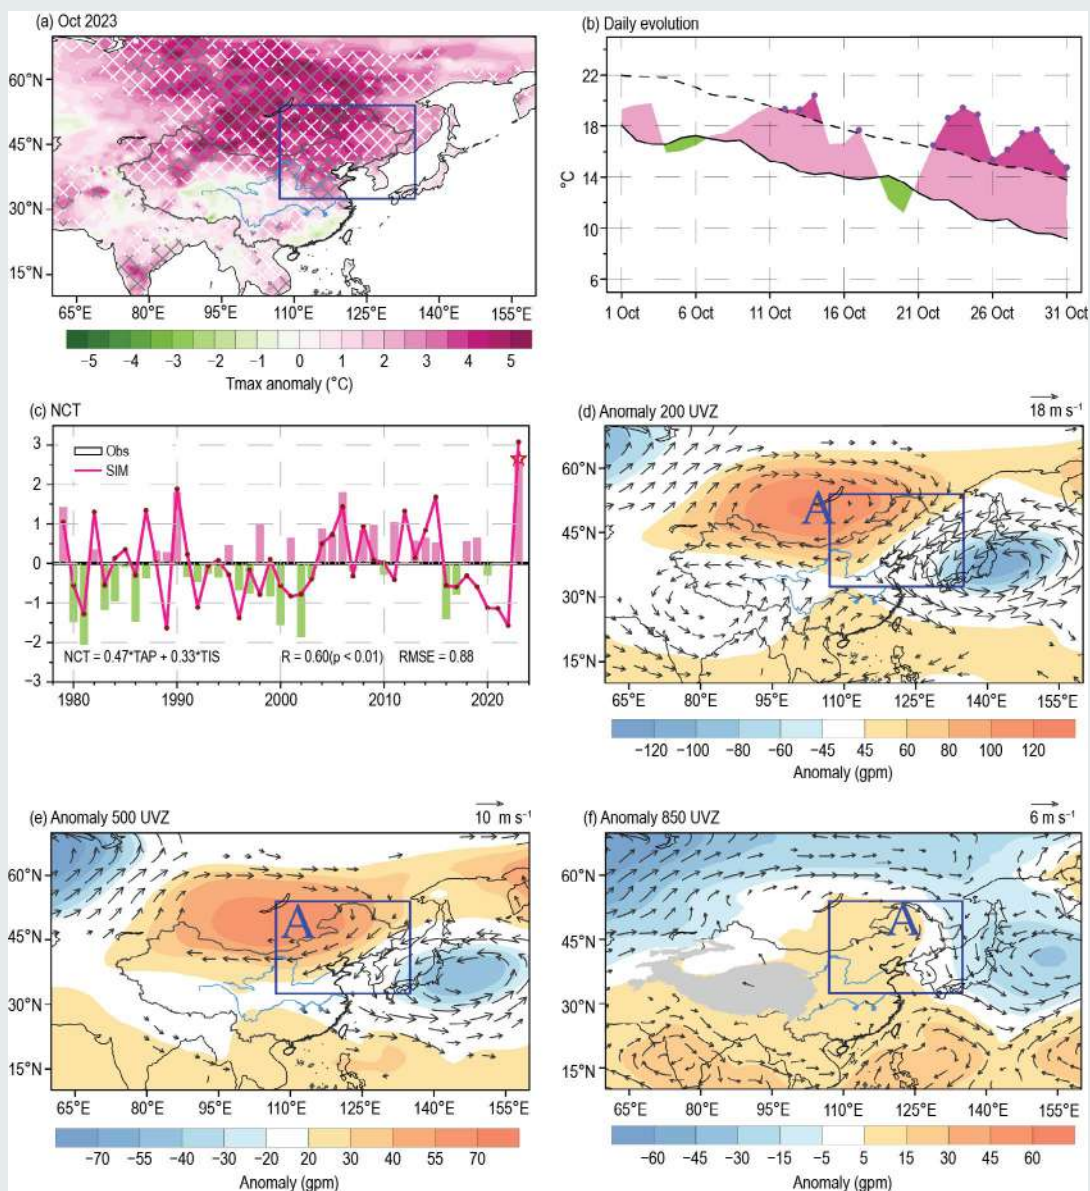 (a) Oct 2023
60°N
45°N
30°N
15°N
65°E 80°E 95°E 110°E 125°E 140°E 155°E
−5 −4 −3 −2 −1 0 1 2 3 4 5
Tmax anomaly (°C)
(b) Daily evolution
22
18
14
10
6
°C
1 Oct 6 Oct 11 Oct 16 Oct 21 Oct 26 Oct 31 Oct
(c) NCT
3
2
1
0
−1
−2
−3
Obs
SIM
NCT = 0.47*TAP + 0.33*TIS R = 0.60(p < 0.01) RMSE = 0.88
1980 1990 2000 2010 2020
(d) Anomaly 200 UVZ 18 m s⁻¹
60°N
45°N
30°N
15°N
A
65°E 80°E 95°E 110°E 125°E 140°E 155°E
−120 −100 −80 −60 −45 45 60 80 100 120
Anomaly (gpm)
(e) Anomaly 500 UVZ 10 m s⁻¹
60°N
45°N
30°N
15°N
A
65°E 80°E 95°E 110°E 125°E 140°E 155°E
−70 −55 −40 −30 −20 20 30 40 55 70
Anomaly (gpm)
(f) Anomaly 850 UVZ 6 m s⁻¹
60°N
45°N
30°N
15°N
A
65°E 80°E 95°E 110°E 125°E 140°E 155°E
−60 −45 −30 −15 −5 5 15 30 45 60
Anomaly (gpm)